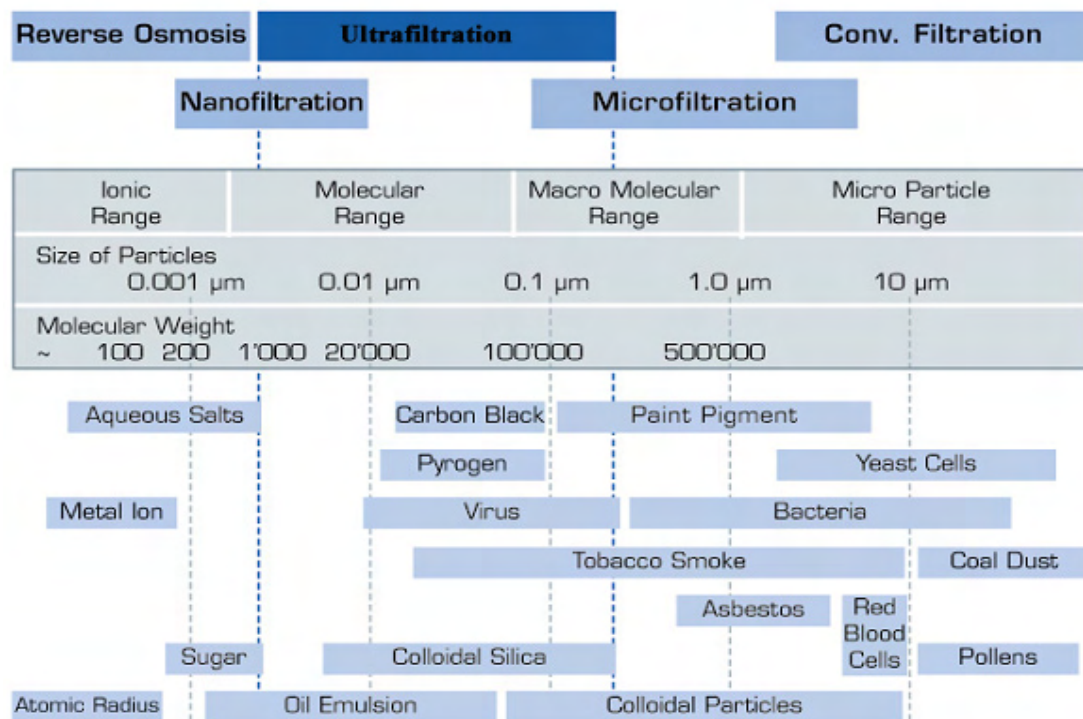 Reverse Osmosis
Ultrafiltration
Conv. Filtration
Nanofiltration
Microfiltration
Ionic
Range
Molecular
Range
Macro Molecular
Range
Micro Particle
Range
Size of Particles
0.001 µm
0.01 µm
0.1 µm
1.0 µm
10 µm
Molecular Weight
~ 100 200 1'000 20'000 100'000 500'000
Aqueous Salts
Carbon Black
Paint Pigment
Pyrogen
Yeast Cells
Metal Ion
Virus
Bacteria
Tobacco Smoke
Coal Dust
Asbestos
Red
Blood
Cells
Sugar
Colloidal Silica
Pollens
Atomic Radius
Oil Emulsion
Colloidal Particles